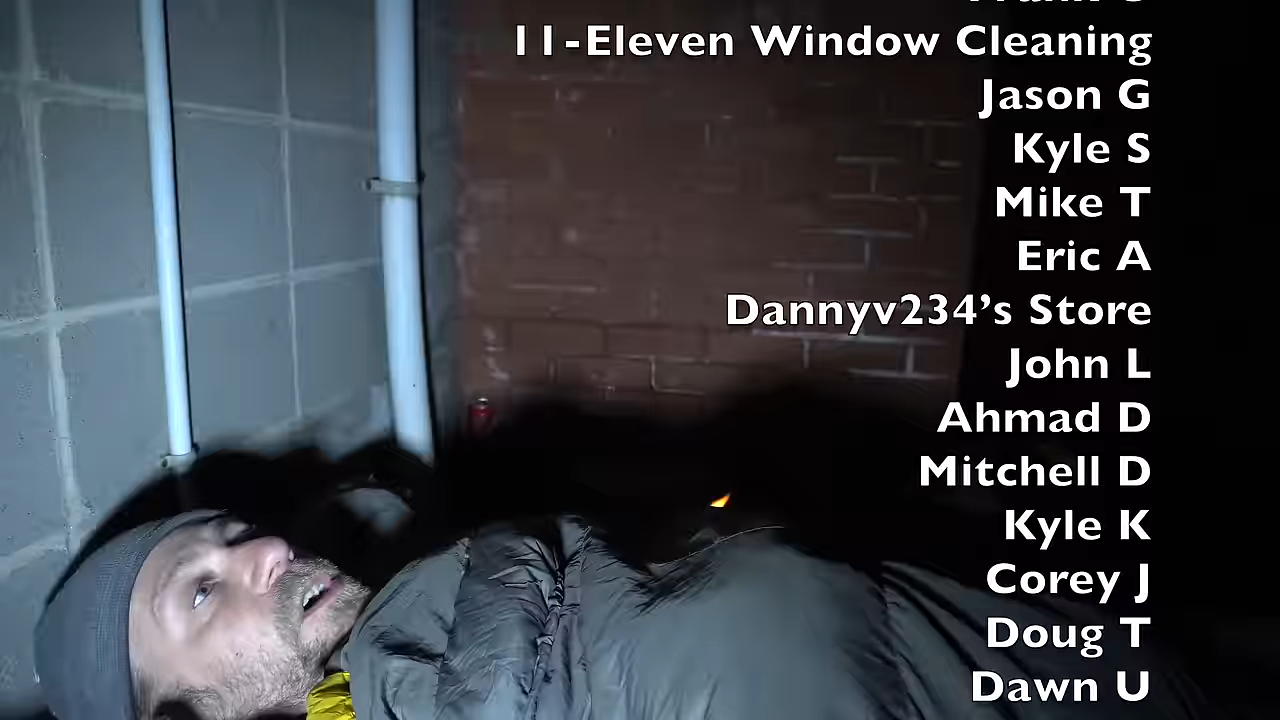 11-Eleven Window Cleaning
Jason G
Kyle S
Mike T
Eric A
Dannyv234’s Store
John L
Ahmad D
Mitchell D
Kyle K
Corey J
Doug T
Dawn U